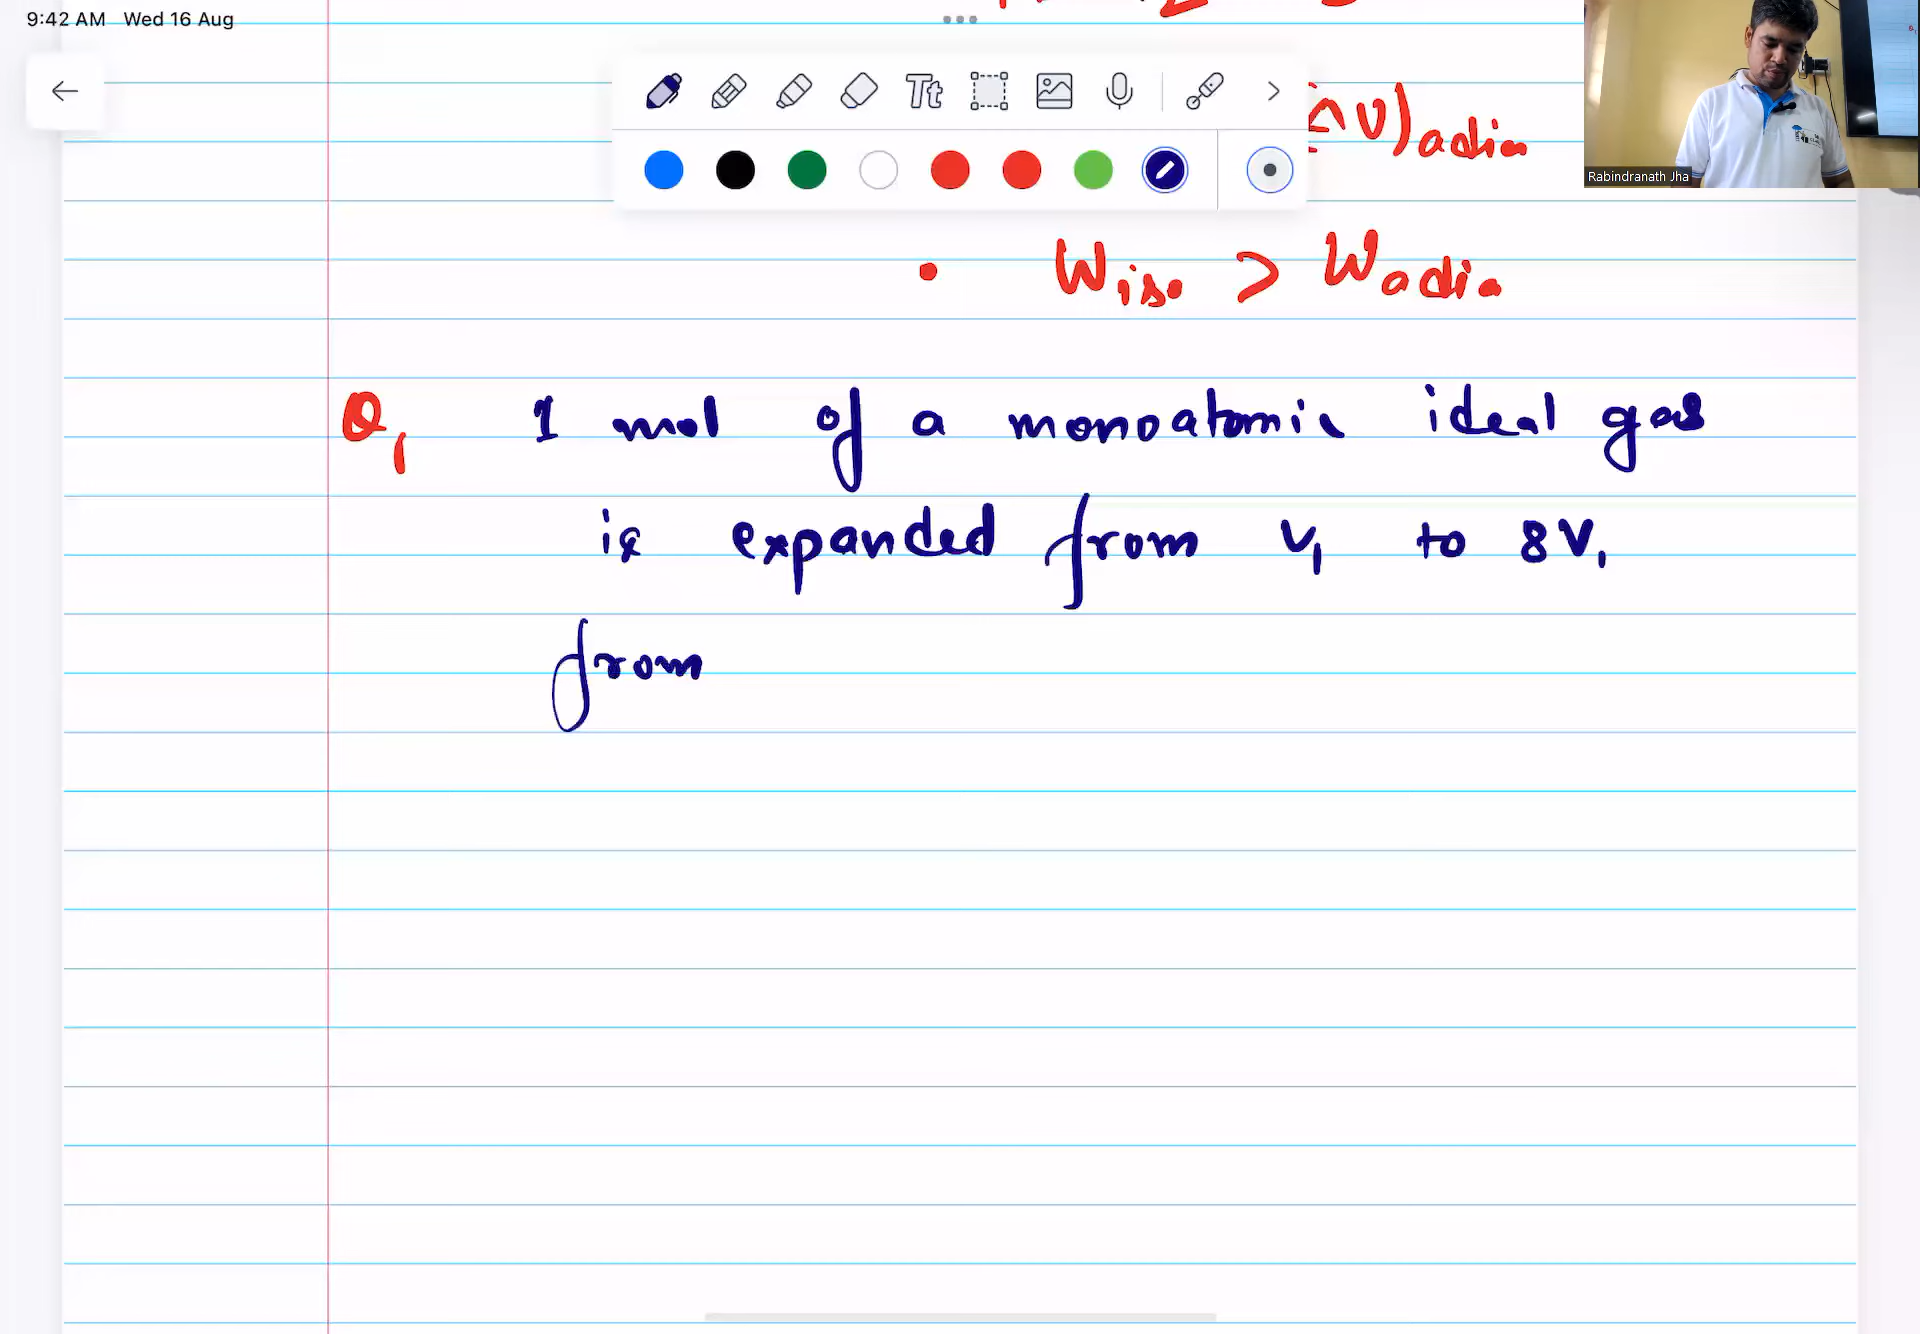 9:42 AM Wed 16 Aug
Tt
U) adia
Rabindranath Jha
• Wiso > Wadia
Q1 1 mol of a monoatomic ideal gas
is expanded from V1 to 8V1
from